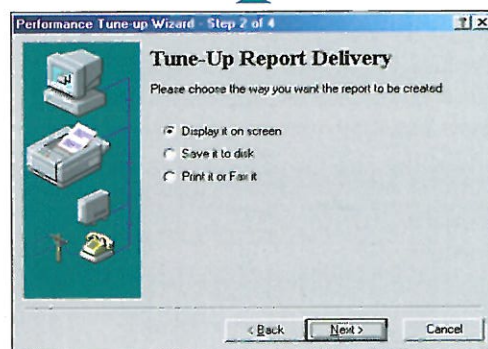 Performance Tune-up Wizard - Step 2 of 4
Tune-Up Report Delivery
Please choose the way you want the report to be created
Display it on screen
Save it to disk
Print it or Fax it
< Back Next > Cancel